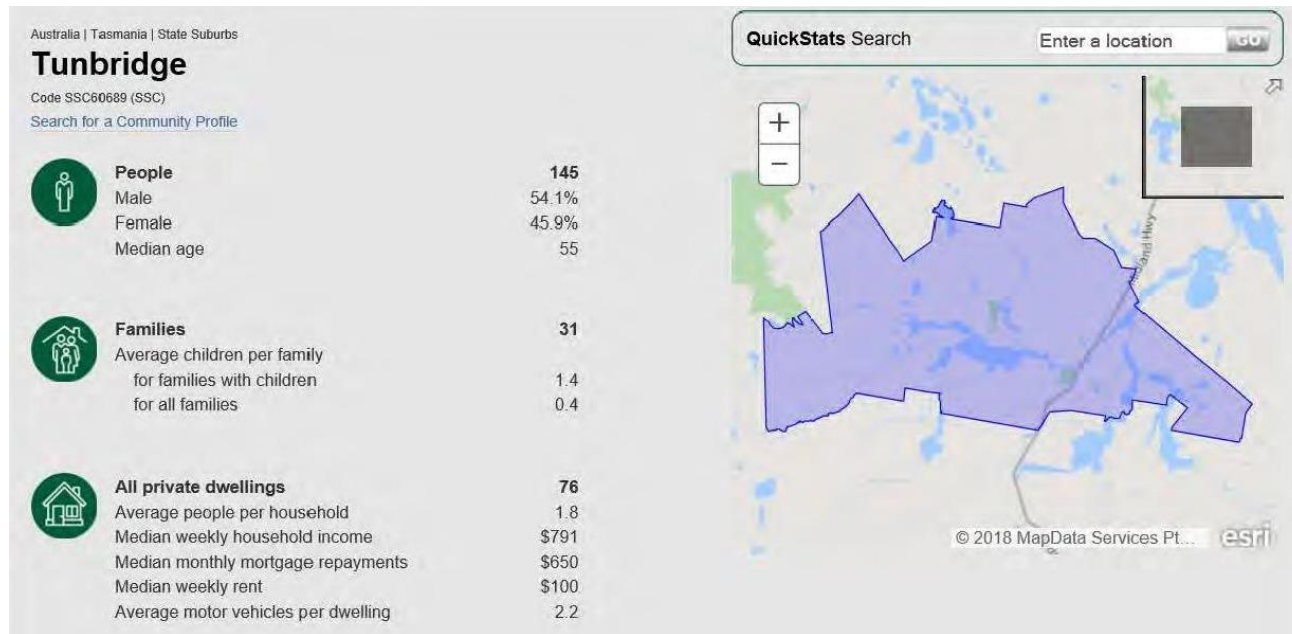 Australia | Tasmania | State Suburbs
Tunbridge
Code SSC60689 (SSC)
Search for a Community Profile
People 145
Male 54.1%
Female 45.9%
Median age 55
Families 31
Average children per family
for families with children 1.4
for all families 0.4
All private dwellings 76
Average people per household 1.8
Median weekly household income $791
Median monthly mortgage repayments $650
Median weekly rent $100
Average motor vehicles per dwelling 2.2
QuickStats Search
Enter a location GO
+
−
Hwy
© 2018 MapData Services Pt...
esri